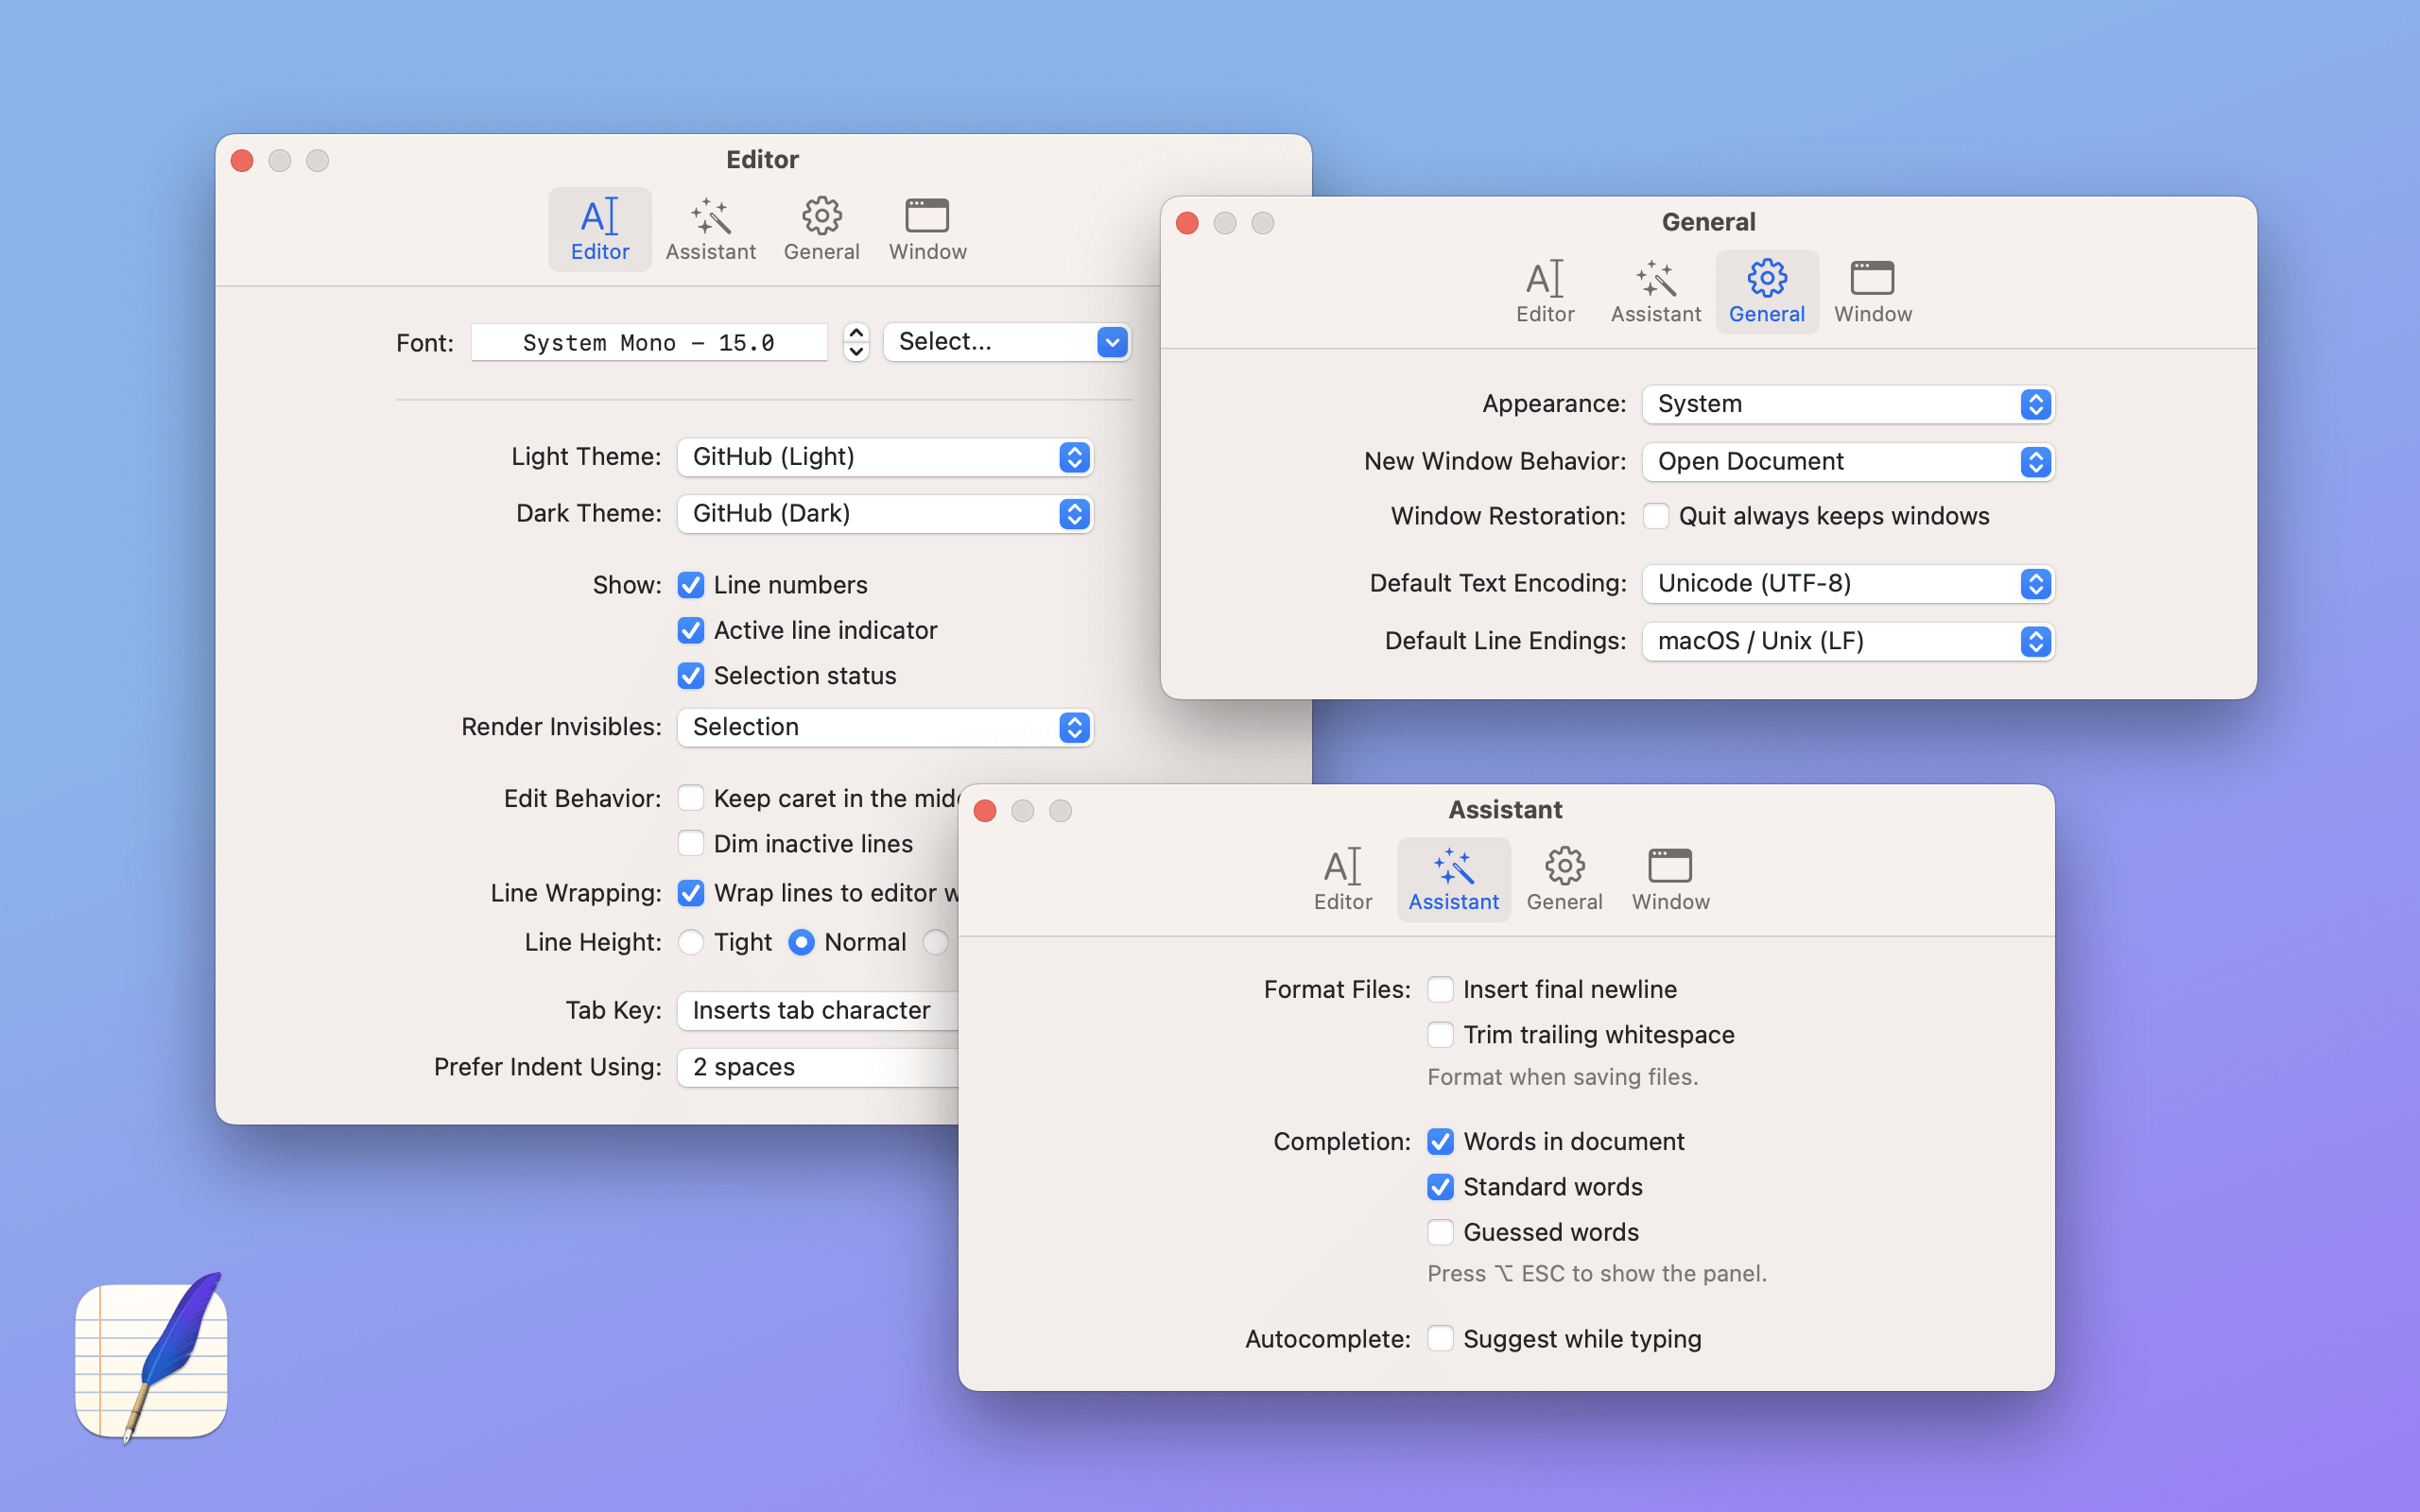 Editor
Editor Assistant General Window
Font: System Mono – 15.0 Select...
Light Theme: GitHub (Light)
Dark Theme: GitHub (Dark)
Show: Line numbers
Active line indicator
Selection status
Render Invisibles: Selection
Edit Behavior: Keep caret in the
Dim inactive lines
Line Wrapping: Wrap lines to editor
Line Height: Tight Normal
Tab Key: Inserts tab character
Prefer Indent Using: 2 spaces
General
Editor Assistant General Window
Appearance: System
New Window Behavior: Open Document
Window Restoration: Quit always keeps windows
Default Text Encoding: Unicode (UTF-8)
Default Line Endings: macOS / Unix (LF)
Assistant
Editor Assistant General Window
Format Files: Insert final newline
Trim trailing whitespace
Format when saving files.
Completion: Words in document
Standard words
Guessed words
Press ⌥ ESC to show the panel.
Autocomplete: Suggest while typing